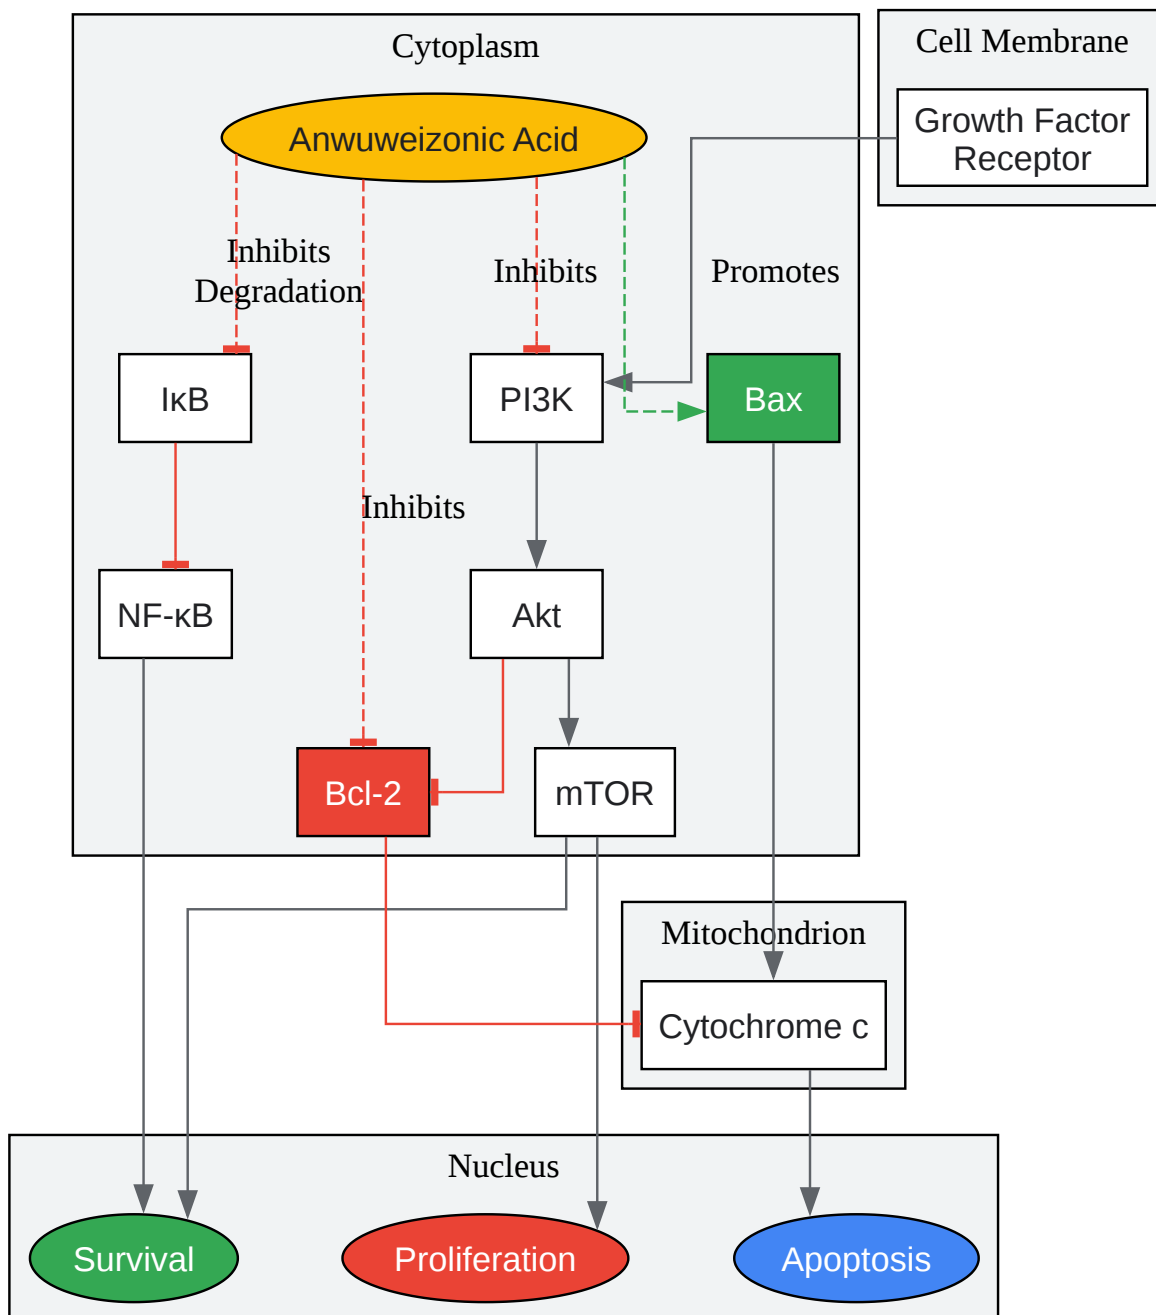 Cytoplasm
Cell Membrane
Anwuweizonic Acid
Growth Factor
Receptor
Inhibits
Degradation
Inhibits
Promotes
IκB
PI3K
Bax
Inhibits
NF-κB
Akt
Bcl-2
mTOR
Mitochondrion
Cytochrome c
Nucleus
Survival
Proliferation
Apoptosis